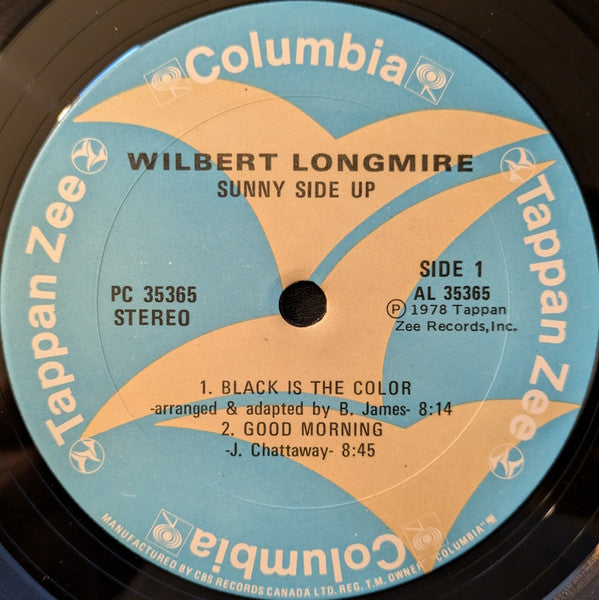 Columbia
Tappan Zee
Tappan Zee
WILBERT LONGMIRE
SUNNY SIDE UP
PC 35365
STEREO
SIDE 1
AL 35365
Ⓟ 1978 Tappan
Zee Records,Inc.
1. BLACK IS THE COLOR
-arranged & adapted by B. James- 8:14
2. GOOD MORNING
-J. Chattaway- 8:45
Columbia
MANUFACTURED BY CBS RECORDS CANADA LTD. REG. T.M. OWNER "COLUMBIA"